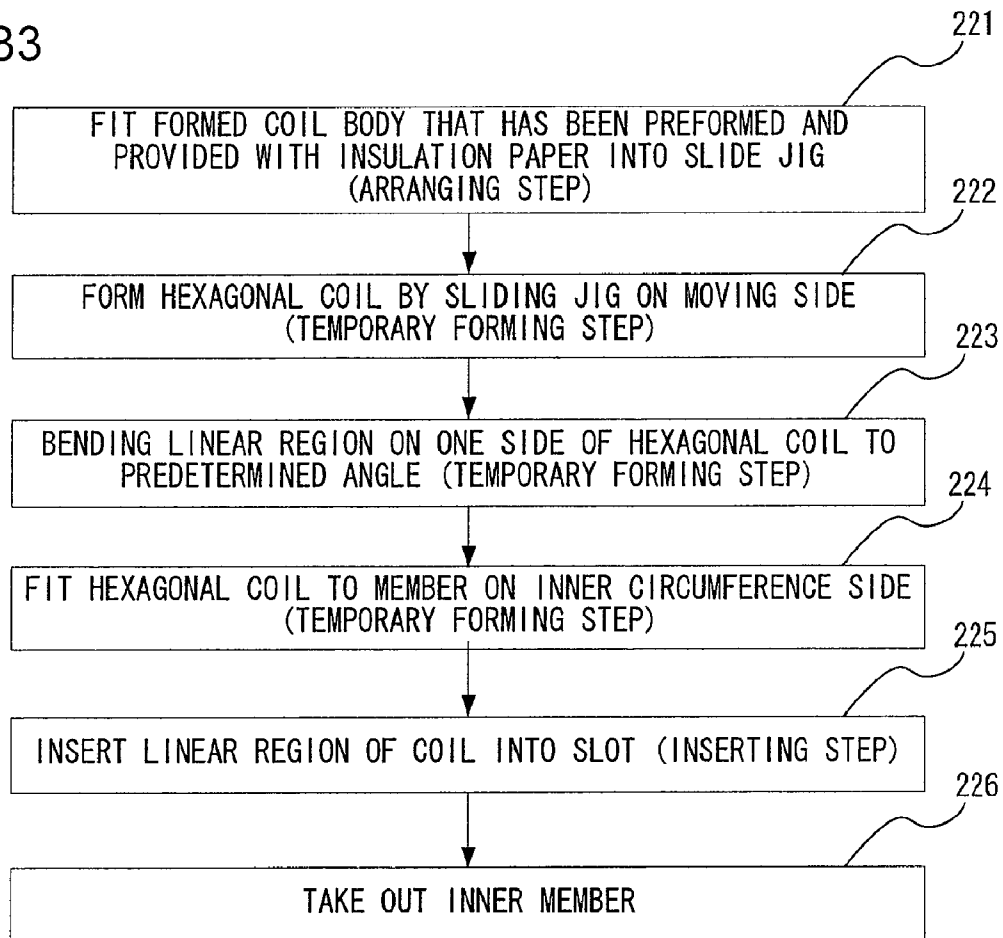 33
221
FIT FORMED COIL BODY THAT HAS BEEN PREFORMED AND
PROVIDED WITH INSULATION PAPER INTO SLIDE JIG
(ARRANGING STEP)
222
FORM HEXAGONAL COIL BY SLIDING JIG ON MOVING SIDE
(TEMPORARY FORMING STEP)
223
BENDING LINEAR REGION ON ONE SIDE OF HEXAGONAL COIL TO
PREDETERMINED ANGLE (TEMPORARY FORMING STEP)
224
FIT HEXAGONAL COIL TO MEMBER ON INNER CIRCUMFERENCE SIDE
(TEMPORARY FORMING STEP)
225
INSERT LINEAR REGION OF COIL INTO SLOT (INSERTING STEP)
226
TAKE OUT INNER MEMBER